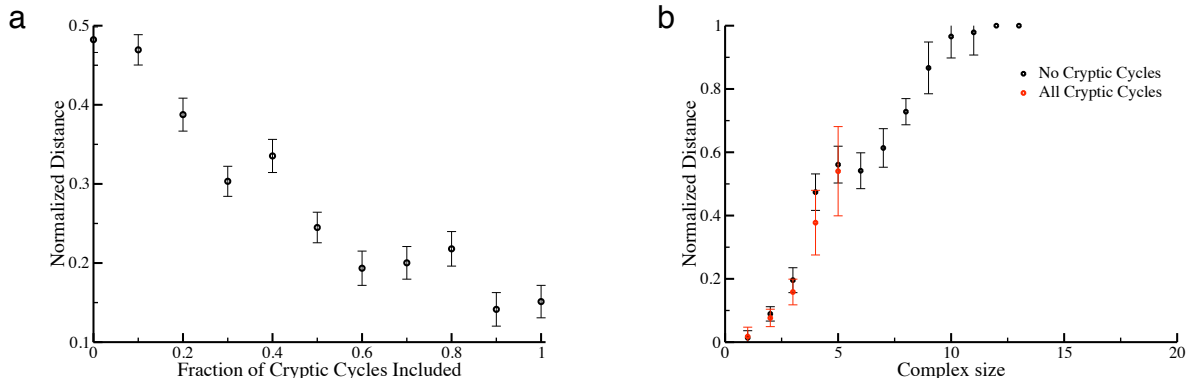 a
0.5
0.4
0.3
0.2
0.1
Normalized Distance
0 0.2 0.4 0.6 0.8 1
Fraction of Cryptic Cycles Included
b
1
0.8
0.6
0.4
0.2
0
Normalized Distance
0 5 10 15 20
Complex size
No Cryptic Cycles
All Cryptic Cycles